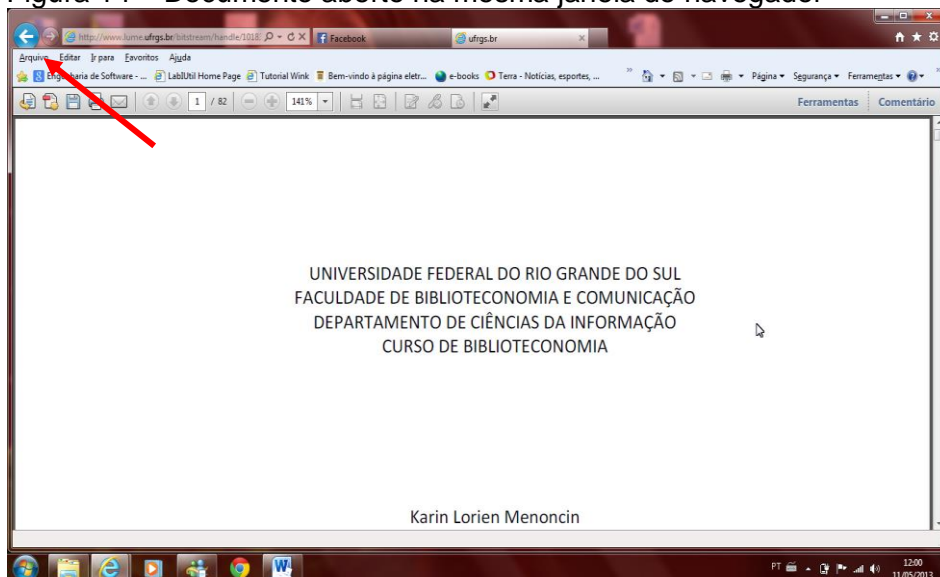 Figura 14 – Documento aberto na mesma janela do navegador
http://www.lume.ufrgs.br/bitstream/handle/1018
Facebook
ufrgs.br
Arquivo Editar Ir para Favoritos Ajuda
Engenharia de Software - ... LablUtil Home Page Tutorial Wink Bem-vindo à página eletr... e-books Terra - Notícias, esportes, ... » Página Segurança Ferramentas
1 / 82 141% Ferramentas Comentário
UNIVERSIDADE FEDERAL DO RIO GRANDE DO SUL
FACULDADE DE BIBLIOTECONOMIA E COMUNICAÇÃO
DEPARTAMENTO DE CIÊNCIAS DA INFORMAÇÃO
CURSO DE BIBLIOTECONOMIA
Karin Lorien Menoncin
PT 12:00
11/05/2013